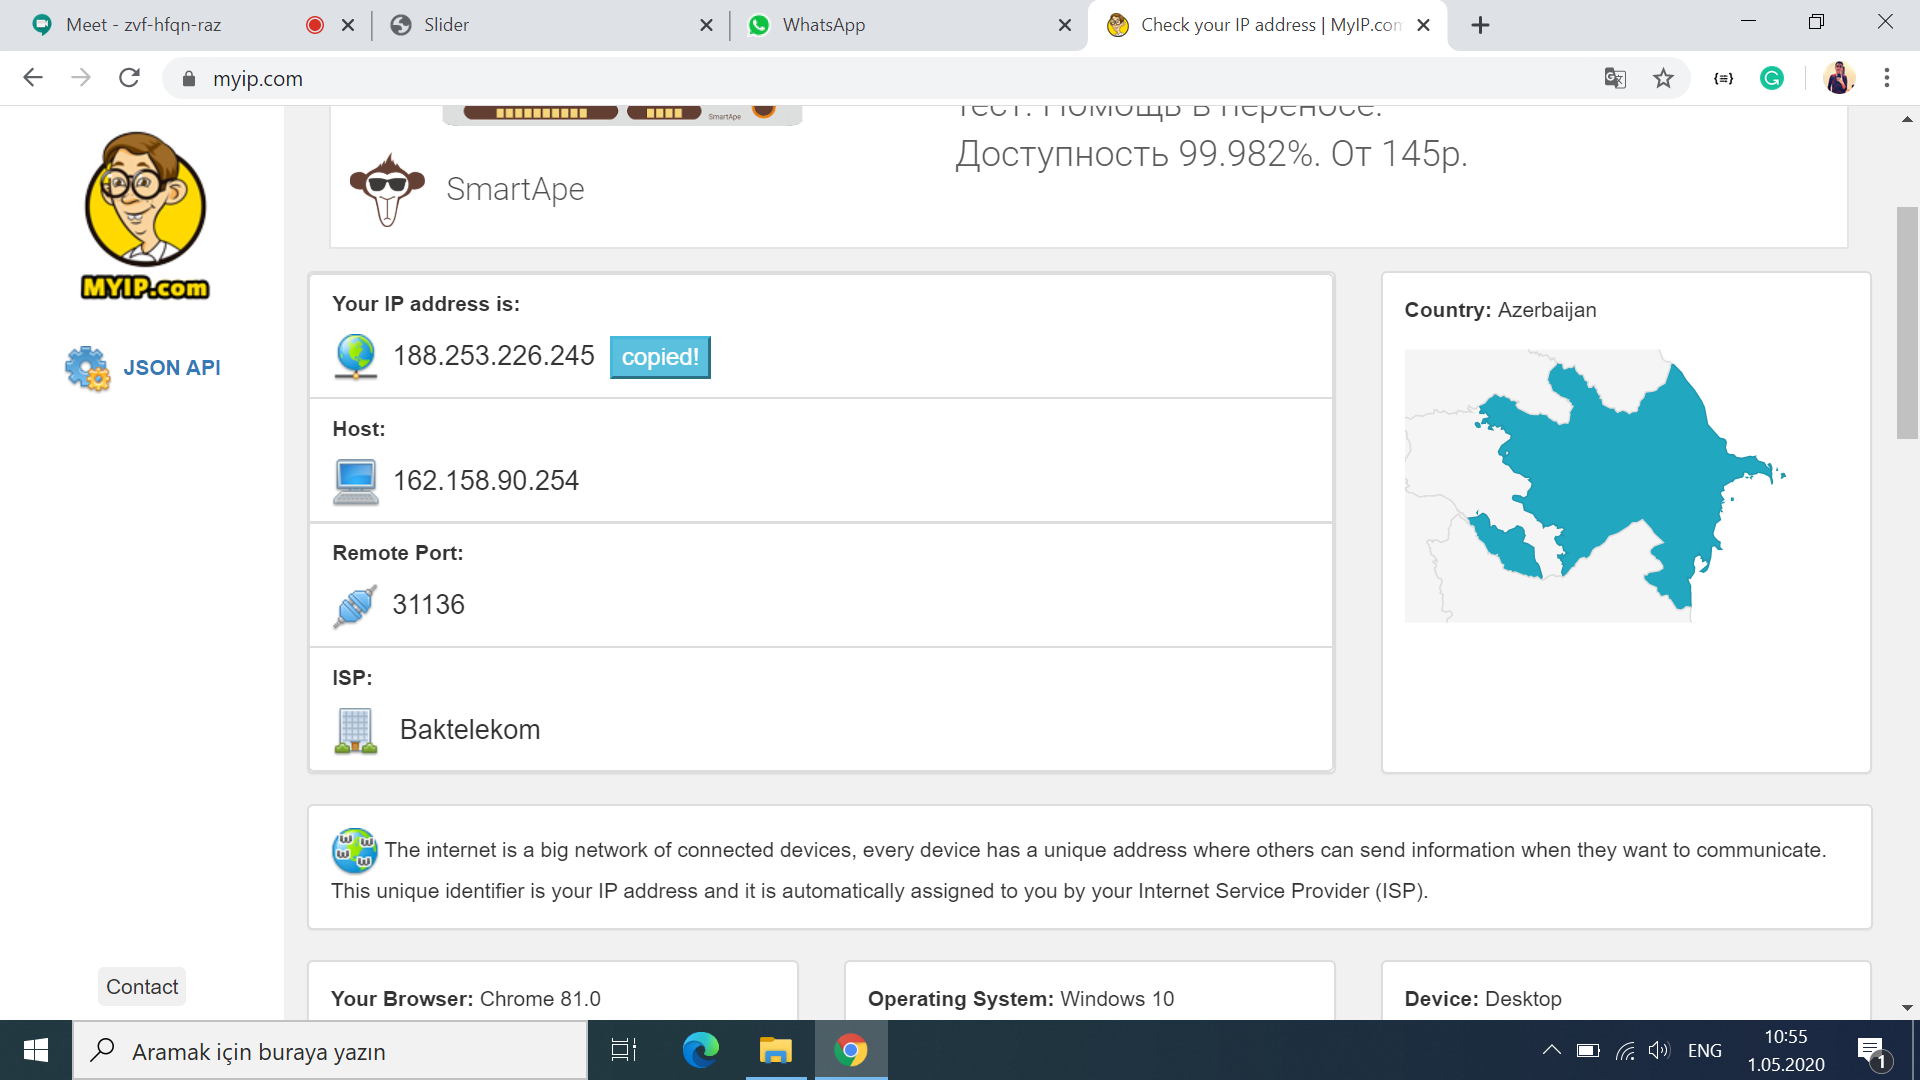 Meet - zvf-hfqn-raz
Slider
WhatsApp
Check your IP address | MyIP.com
myip.com
SmartApe
тест. Помощь в переносе.
Доступность 99.982%. От 145р.
SmartApe
MYIP.com
JSON API
Your IP address is:
188.253.226.245 copied!
Host:
162.158.90.254
Remote Port:
31136
ISP:
Baktelekom
Country: Azerbaijan
The internet is a big network of connected devices, every device has a unique address where others can send information when they want to communicate.
This unique identifier is your IP address and it is automatically assigned to you by your Internet Service Provider (ISP).
Contact
Your Browser: Chrome 81.0
Operating System: Windows 10
Device: Desktop
Aramak için buraya yazın
ENG
10:55
1.05.2020
1